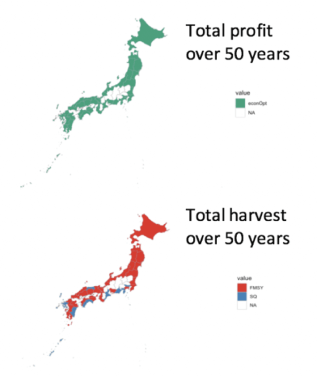 Total profit
over 50 years
value
econOpt
NA
Total harvest
over 50 years
value
FMSY
SQ
NA